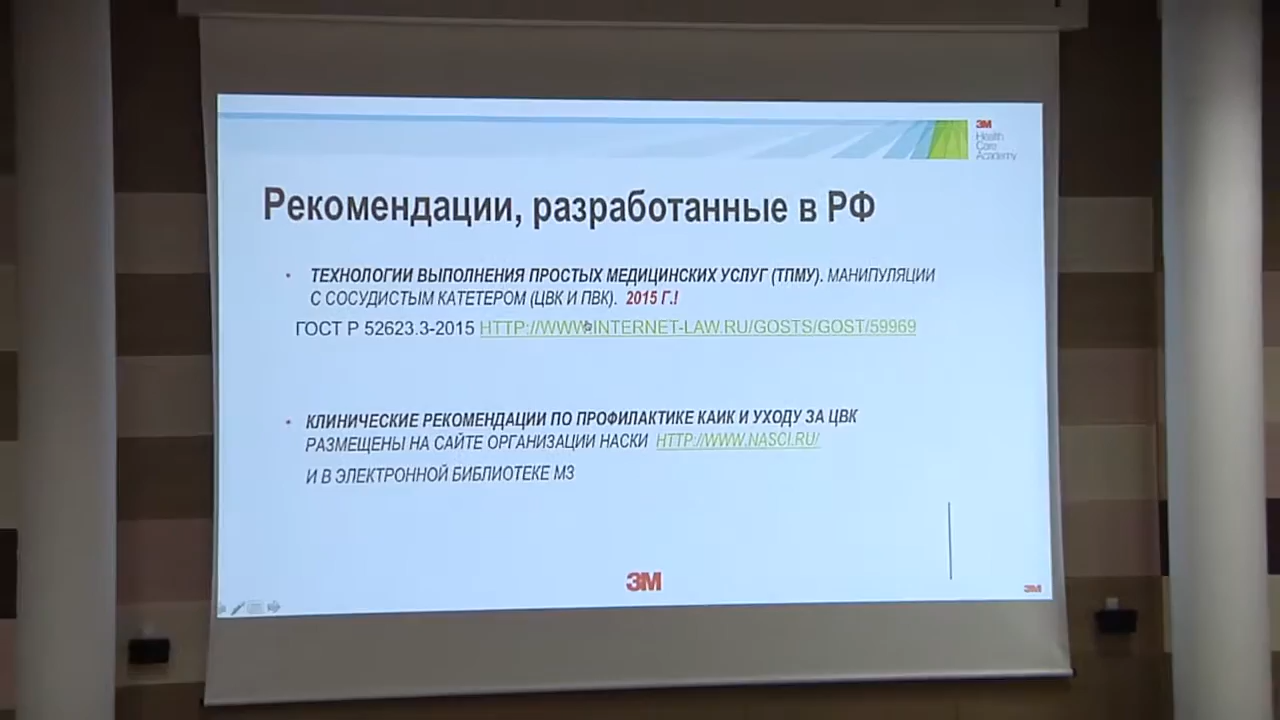 3M
Health
Care
Academy
Рекомендации, разработанные в РФ
• ТЕХНОЛОГИИ ВЫПОЛНЕНИЯ ПРОСТЫХ МЕДИЦИНСКИХ УСЛУГ (ТПМУ). МАНИПУЛЯЦИИ
С СОСУДИСТЫМ КАТЕТЕРОМ (ЦВК И ПВК). 2015 Г.!
ГОСТ Р 52623.3-2015 HTTP://WWW.INTERNET-LAW.RU/GOSTS/GOST/59969
• КЛИНИЧЕСКИЕ РЕКОМЕНДАЦИИ ПО ПРОФИЛАКТИКЕ КАИК И УХОДУ ЗА ЦВК
РАЗМЕЩЕНЫ НА САЙТЕ ОРГАНИЗАЦИИ НАСКИ HTTP://WWW.NASCI.RU/
И В ЭЛЕКТРОННОЙ БИБЛИОТЕКЕ МЗ
3M
3M